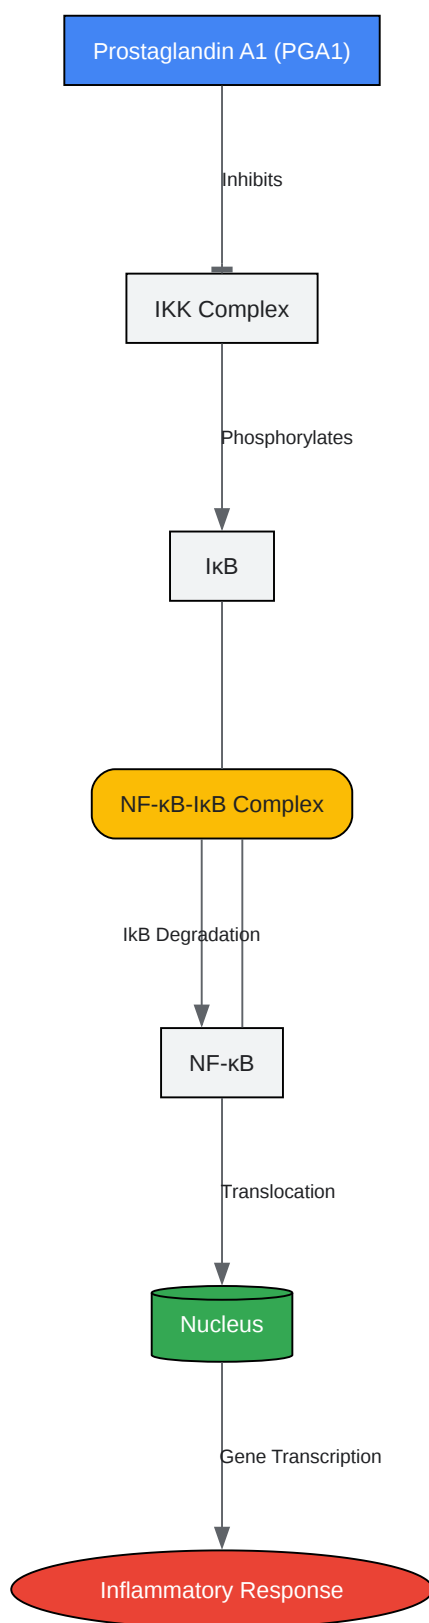 Prostaglandin A1 (PGA1)
Inhibits
IKK Complex
Phosphorylates
IκB
NF-κB-IκB Complex
IkB Degradation
NF-κB
Translocation
Nucleus
Gene Transcription
Inflammatory Response